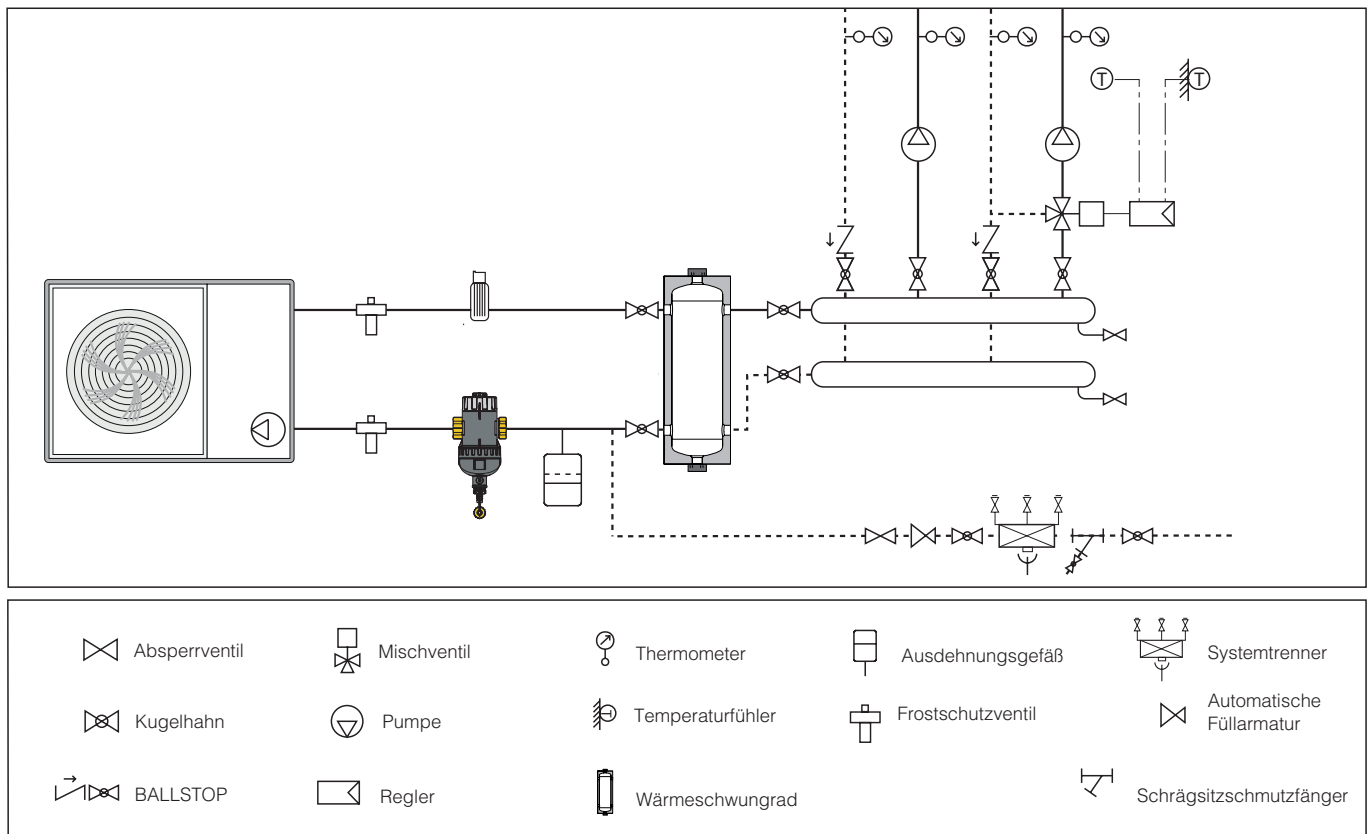 T
T
Absperrventil
Mischventil
Thermometer
Ausdehnungsgefäß
Systemtrenner
Kugelhahn
Pumpe
Temperaturfühler
Frostschutzventil
Automatische
Füllarmatur
BALLSTOP
Regler
Wärmeschwungrad
Schrägsitzschmutzfänger